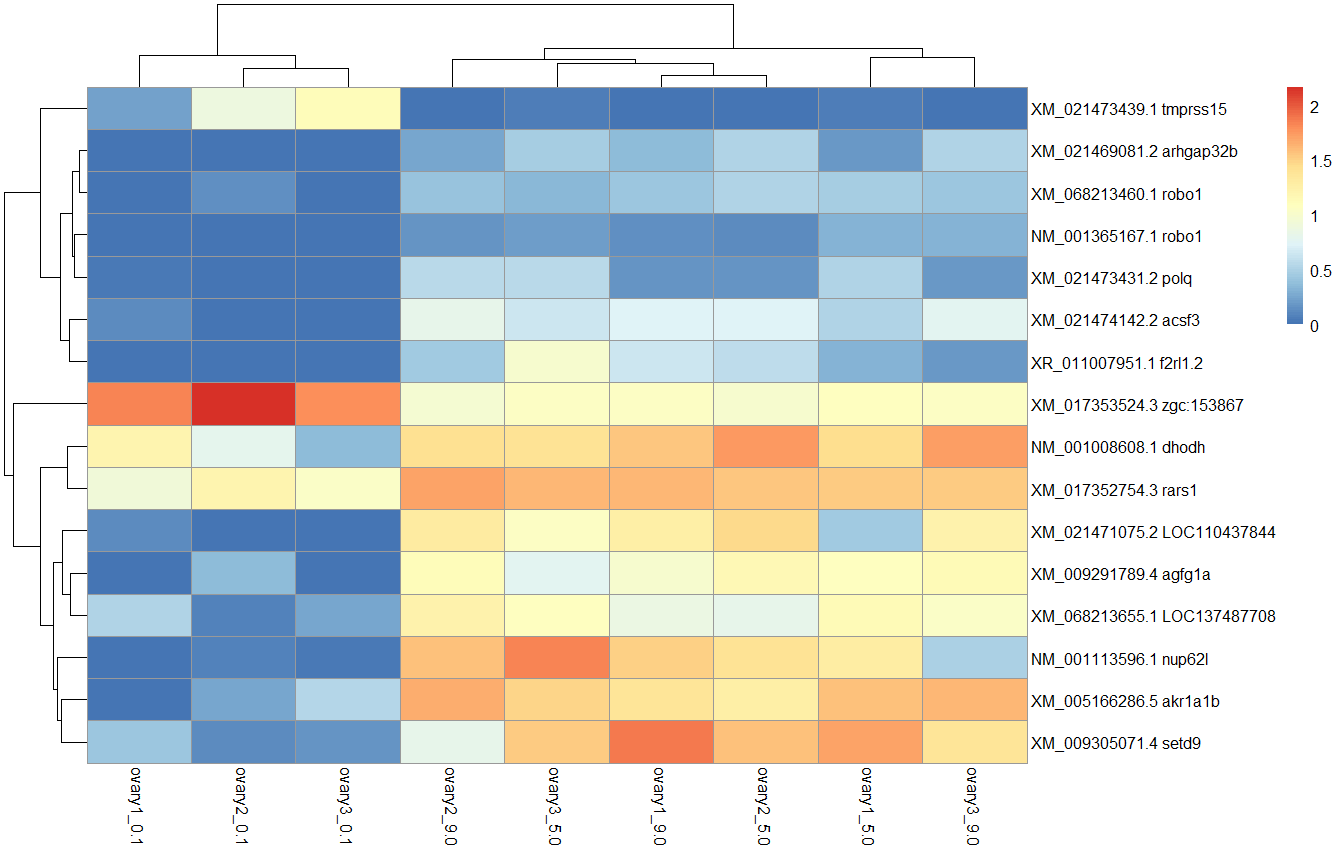 XM_021473439.1 tmprss15
XM_021469081.2 arhgap32b
XM_068213460.1 robo1
NM_001365167.1 robo1
XM_021473431.2 polq
XM_021474142.2 acsf3
XR_011007951.1 f2rl1.2
XM_017353524.3 zgc:153867
NM_001008608.1 dhodh
XM_017352754.3 rars1
XM_021471075.2 LOC110437844
XM_009291789.4 agfg1a
XM_068213655.1 LOC137487708
NM_001113596.1 nup62l
XM_005166286.5 akr1a1b
XM_009305071.4 setd9
2
1.5
1
0.5
0
ovary1_0.1
ovary2_0.1
ovary3_0.1
ovary2_9.0
ovary3_5.0
ovary1_9.0
ovary2_5.0
ovary1_5.0
ovary3_9.0